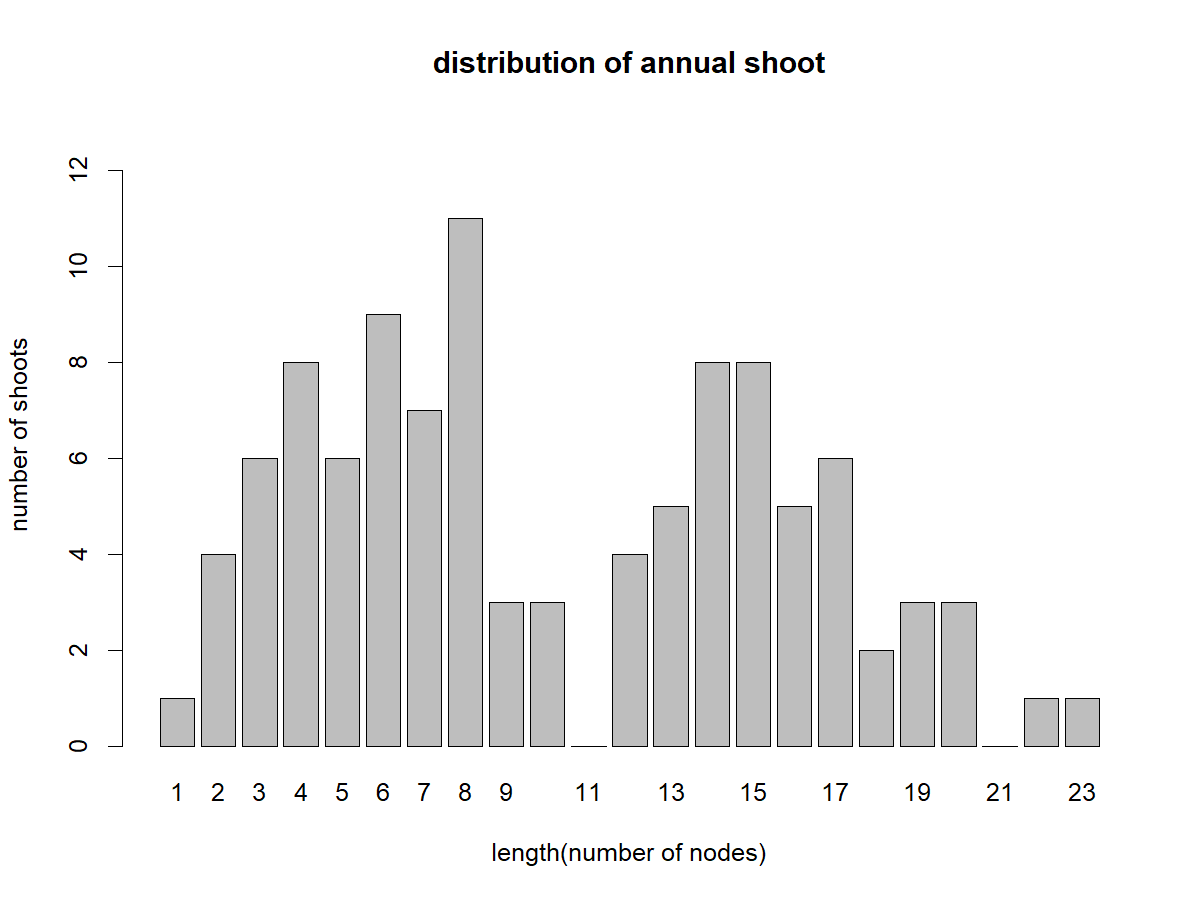 distribution of annual shoot
12
10
8
6
4
2
0
number of shoots
1 2 3 4 5 6 7 8 9 11 13 15 17 19 21 23
length(number of nodes)